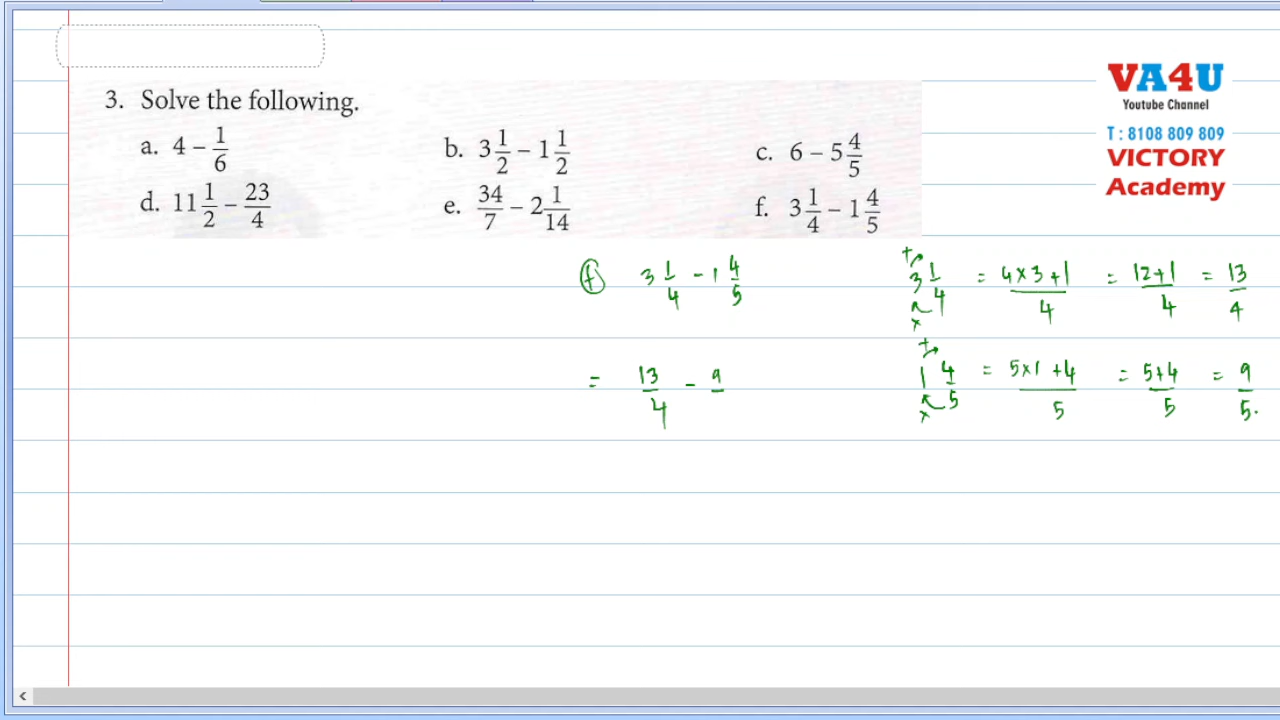 3. Solve the following.
a. 4 − 1/6 b. 3 1/2 − 1 1/2 c. 6 − 5 4/5
d. 11 1/2 − 23/4 e. 34/7 − 2 1/14 f. 3 1/4 − 1 4/5
VA4U
Youtube Channel
T : 8108 809 809
VICTORY
Academy
(f) 3 1/4 − 1 4/5
+ 3 1/4 × = 4×3+1/4 = 12+1/4 = 13/4
= 13/4 − 9
+ 1 4/5 × = 5×1+4/5 = 5+4/5 = 9/5.